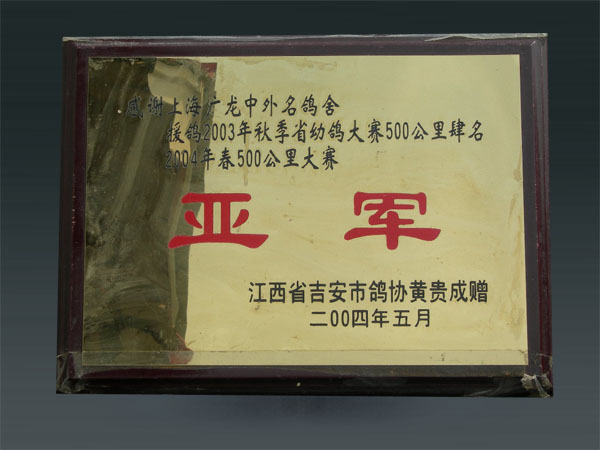 感谢上海广龙中外名鸽舍
援鸽2003年秋季省幼鸽大赛500公里肆名
2004年春500公里大赛
亚军
江西省吉安市鸽协黄贵成赠
二00四年五月